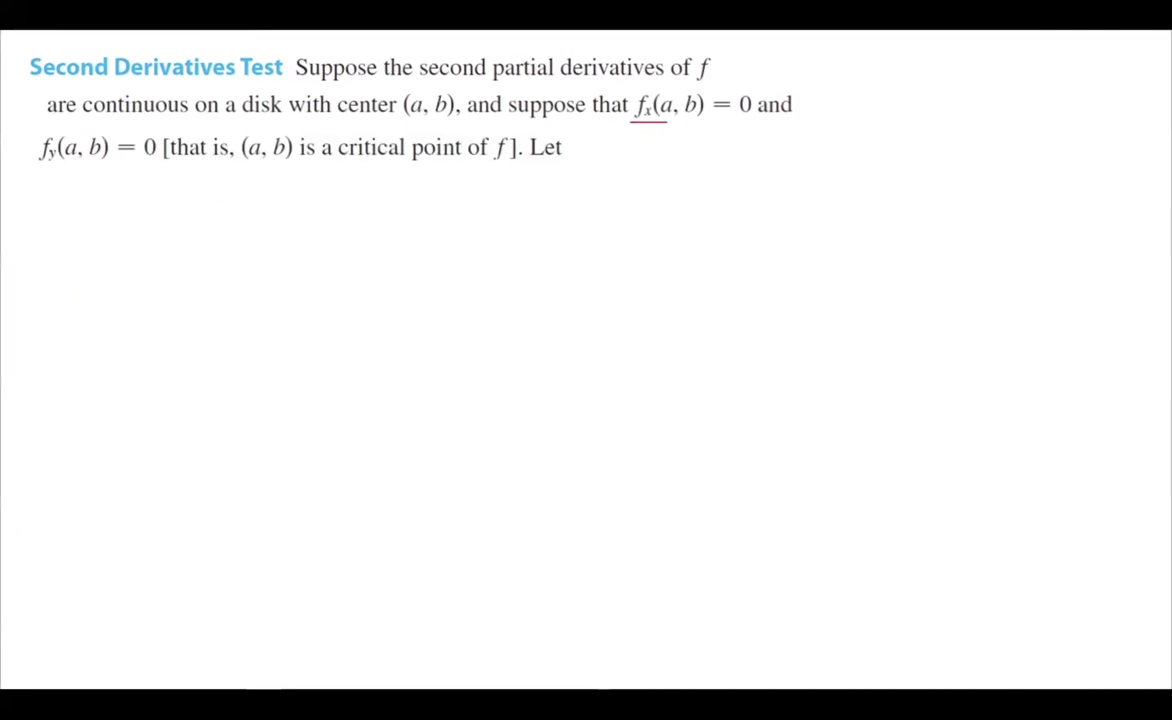 Second Derivatives Test Suppose the second partial derivatives of f
are continuous on a disk with center (a, b), and suppose that fₓ(a, b) = 0 and
fᵧ(a, b) = 0 [that is, (a, b) is a critical point of f]. Let